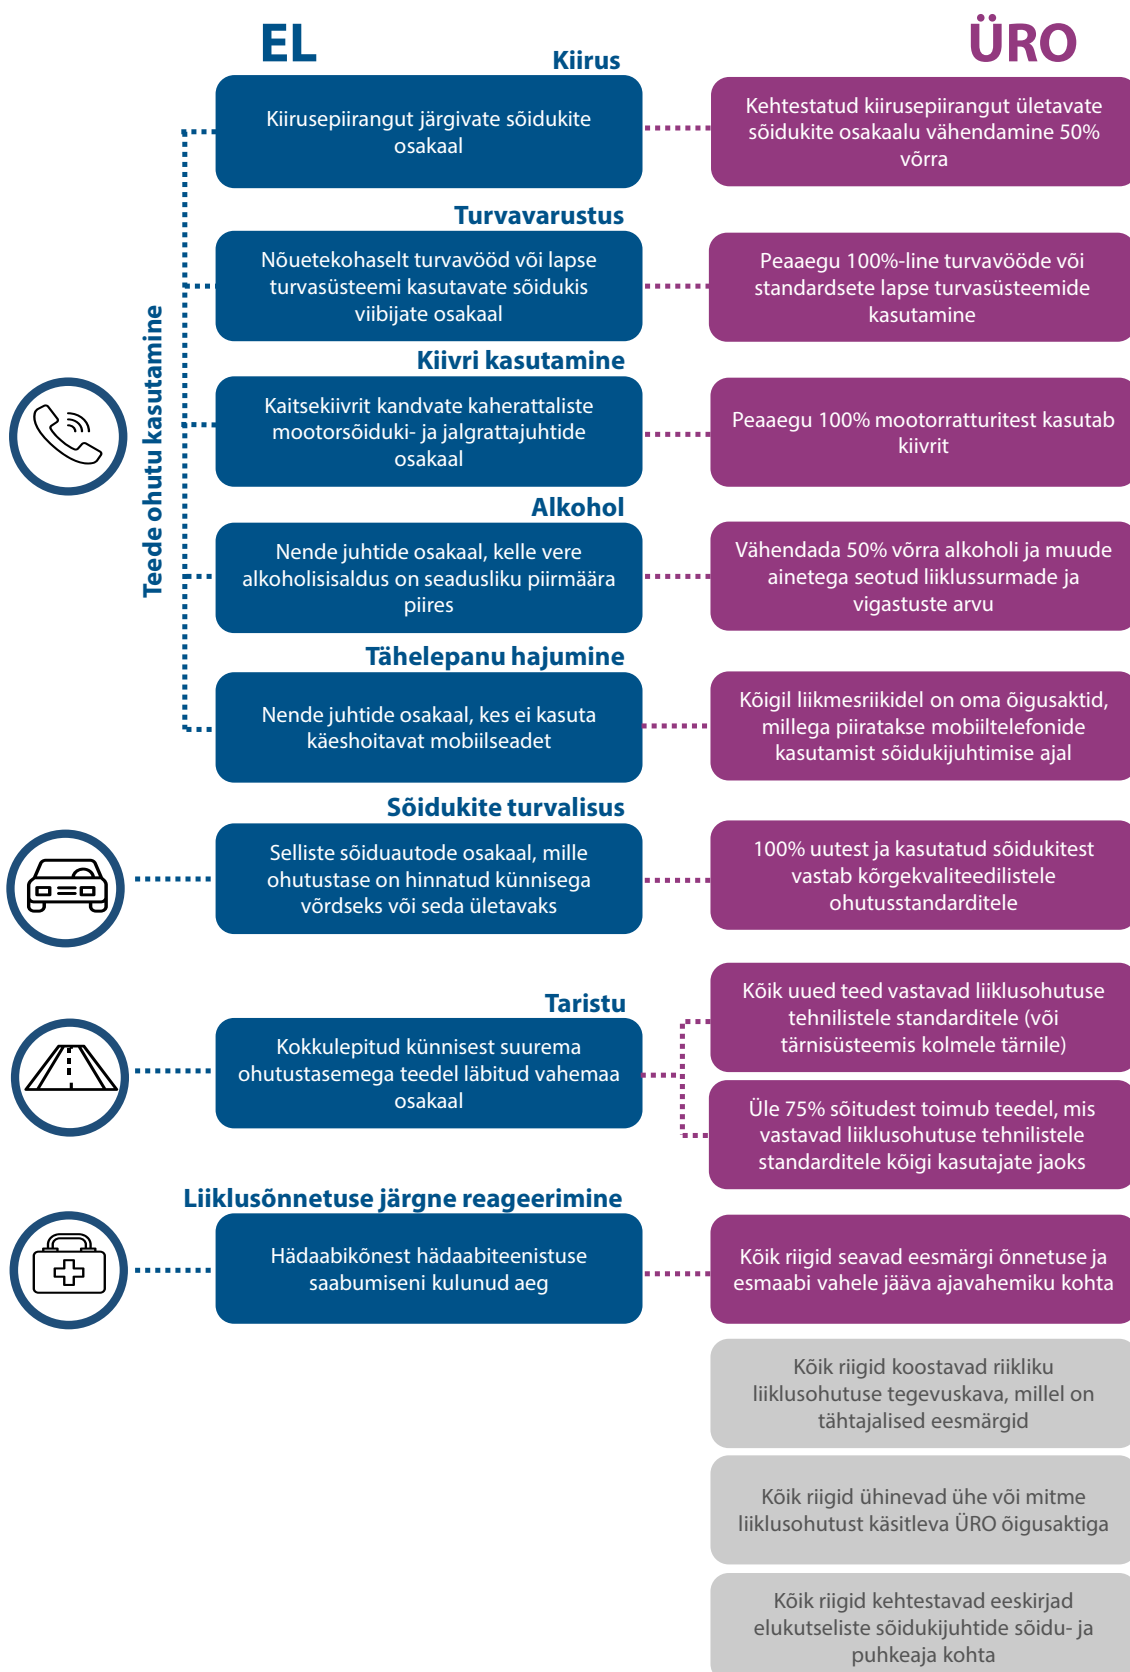 EL
ÜRO
Teede ohutu kasutamine
Kiirus
Kiirusepiirangut järgivate sõidukite
osakaal
Kehtestatud kiirusepiirangut ületavate
sõidukite osakaalu vähendamine 50%
võrra
Turvavarustus
Nõuetekohaselt turvavööd või lapse
turvasüsteemi kasutavate sõidukis
viibijate osakaal
Peaaegu 100%-line turvavööde või
standardsete lapse turvasüsteemide
kasutamine
Kiivri kasutamine
Kaitsekiivrit kandvate kaherattaliste
mootorsõiduki- ja jalgrattajuhtide
osakaal
Peaaegu 100% mootorratturitest kasutab
kiivrit
Alkohol
Nende juhtide osakaal, kelle vere
alkoholisisaldus on seadusliku piirmäära
piires
Vähendada 50% võrra alkoholi ja muude
ainetega seotud liiklussurmade ja
vigastuste arvu
Tähelepanu hajumine
Nende juhtide osakaal, kes ei kasuta
käeshoitavat mobiilseadet
Kõigil liikmesriikidel on oma õigusaktid,
millega piiratakse mobiiltelefonide
kasutamist sõidukijuhtimise ajal
Sõidukite turvalisus
Selliste sõiduautode osakaal, mille
ohutustase on hinnatud künnisega
võrdseks või seda ületavaks
100% uutest ja kasutatud sõidukitest
vastab kõrgekvaliteedilistele
ohutusstandarditele
Taristu
Kokkulepitud künnisest suurema
ohutustasemega teedel läbitud vahemaa
osakaal
Kõik uued teed vastavad liiklusohutuse
tehnilistele standarditele (või
tärnisüsteemis kolmele tärnile)
Üle 75% sõitudest toimub teedel, mis
vastavad liiklusohutuse tehnilistele
standarditele kõigi kasutajate jaoks
Liiklusõnnetuse järgne reageerimine
Hädaabikõnest hädaabiteenistuse
saabumiseni kulunud aeg
Kõik riigid seavad eesmärgi õnnetuse ja
esmaabi vahele jääva ajavahemiku kohta
Kõik riigid koostavad riikliku
liiklusohutuse tegevuskava, millel on
tähtajalised eesmärgid
Kõik riigid ühinevad ühe või mitme
liiklusohutust käsitleva ÜRO õigusaktiga
Kõik riigid kehtestavad eeskirjad
elukutseliste sõidukijuhtide sõidu- ja
puhkeaja kohta